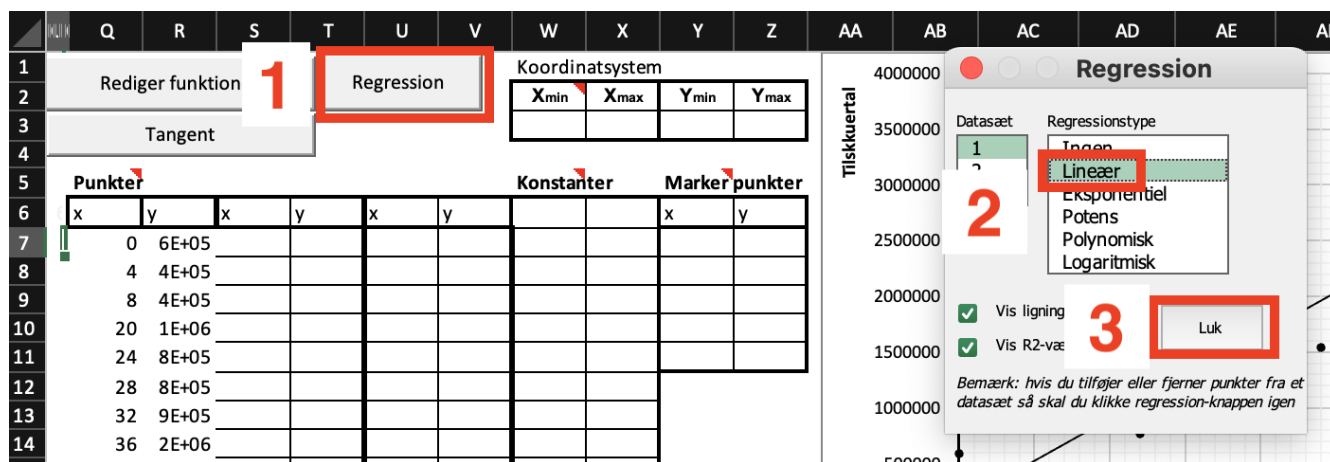 Q R S T U V W X Y Z AA AB AC AD AE
1 Rediger funktion 1 Regression Koordinatsystem
2 Xmin Xmax Ymin Ymax
3 Tangent
4
5 Punkter Konstanter Marker punkter
6 x y x y x y x y
7 0 6E+05
8 4 4E+05
9 8 4E+05
10 20 1E+06
11 24 8E+05
12 28 8E+05
13 32 9E+05
14 36 2E+06
Tilskkuertal
4000000
3500000
3000000
2500000
2000000
1500000
1000000
500000
Regression
Datasæt Regressionstype
1 Ingen
2 Lineær
2 Eksponentiel
Potens
Polynomisk
Logaritmisk
Vis ligning 3 Luk
Vis R2-væ
Bemærk: hvis du tilføjer eller fjerner punkter fra et
datasæt så skal du klikke regression-knappen igen